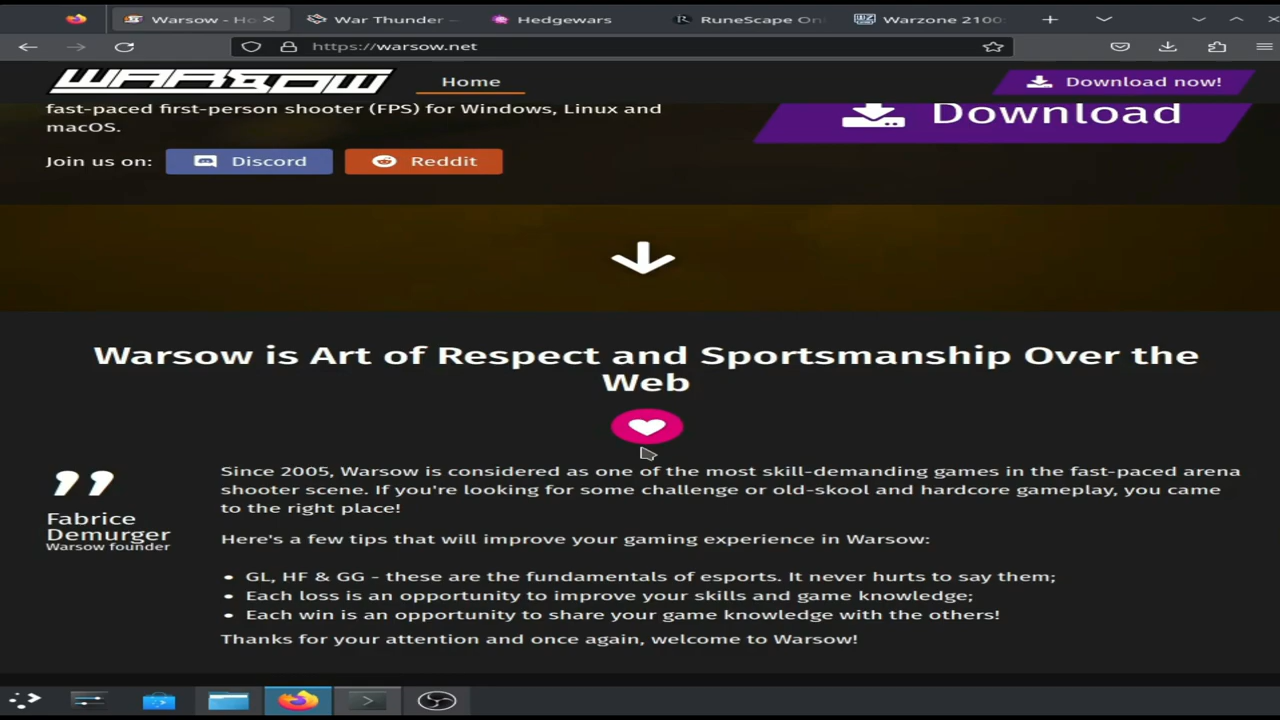 Warsow - Ho
War Thunder -
Hedgewars
RuneScape On
Warzone 2100
https://warsow.net
WARSOW
Home
Download now!
fast-paced first-person shooter (FPS) for Windows, Linux and
macOS.
Download
Join us on:
Discord
Reddit
Warsow is Art of Respect and Sportsmanship Over the
Web
Fabrice
Demurger
Warsow founder
Since 2005, Warsow is considered as one of the most skill-demanding games in the fast-paced arena
shooter scene. If you're looking for some challenge or old-skool and hardcore gameplay, you came
to the right place!
Here's a few tips that will improve your gaming experience in Warsow:
• GL, HF & GG - these are the fundamentals of esports. It never hurts to say them;
• Each loss is an opportunity to improve your skills and game knowledge;
• Each win is an opportunity to share your game knowledge with the others!
Thanks for your attention and once again, welcome to Warsow!